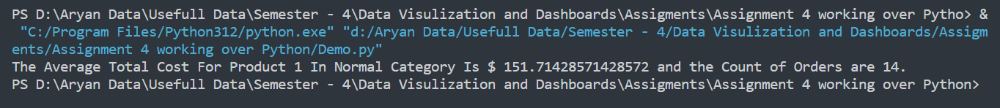 PS D:\Aryan Data\Usefull Data\Semester - 4\Data Visulization and Dashboards\Assigments\Assignment 4 working over Pytho> &
"C:/Program Files/Python312/python.exe" "d:/Aryan Data/Usefull Data/Semester - 4/Data Visulization and Dashboards/Assigm
ents/Assignment 4 working over Python/Demo.py"
The Average Total Cost For Product 1 In Normal Category Is $ 151.71428571428572 and the Count of Orders are 14.
PS D:\Aryan Data\Usefull Data\Semester - 4\Data Visulization and Dashboards\Assigments\Assignment 4 working over Python>